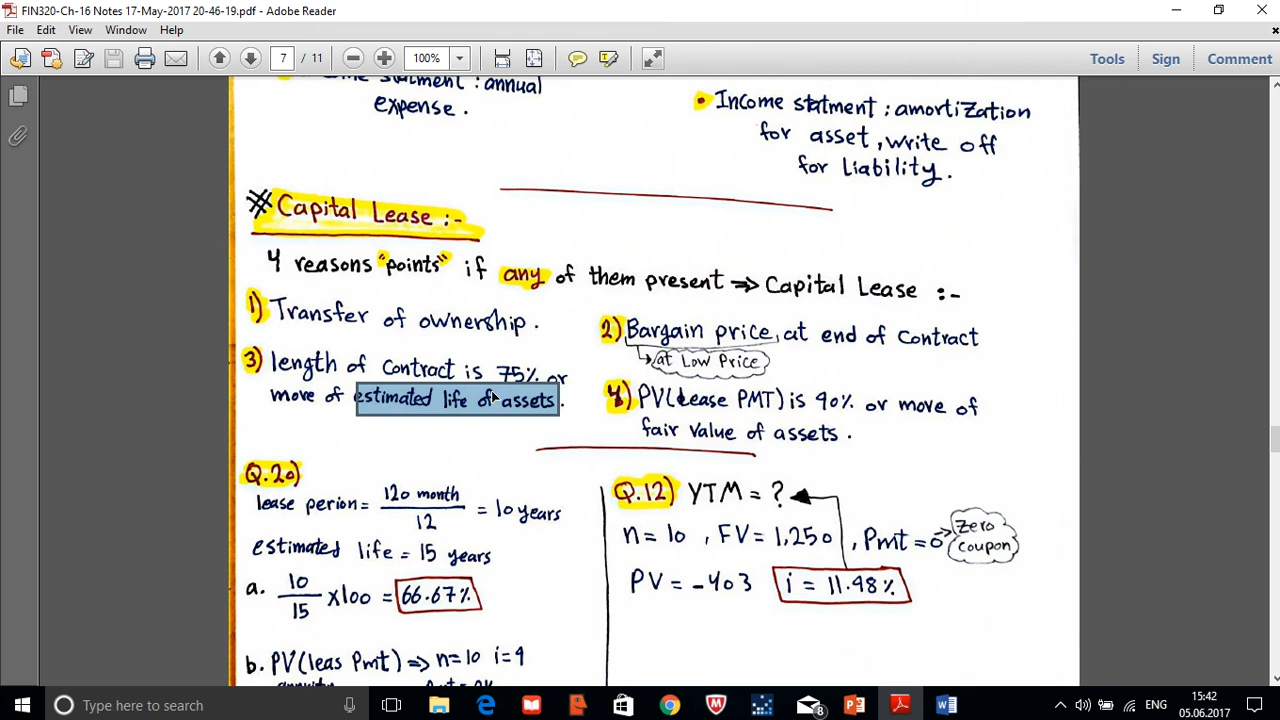 FIN320-Ch-16 Notes 17-May-2017 20-46-19.pdf - Adobe Reader
File Edit View Window Help
7 / 11 100% Tools Sign Comment
statment : annual
expense.
Income statment : amortization
for asset, write off
for liability.
Capital Lease :-
4 reasons "points" if any of them present ⇒ Capital Lease :-
1) Transfer of ownership.
2) Bargain price, at end of contract
at Low Price
3) length of contract is 75% or
more of estimated life of assets.
4) PV(Lease PMT) is 90% or more of
fair value of assets.
Q.20)
lease period = 120 month / 12 = 10 years
estimated life = 15 years
a. 10 / 15 x100 = 66.67%
b. PV(leas Pmt) ⇒ n=10 i=9
Q.12) YTM = ?
n= 10 , FV= 1,250 , Pmt = 0 → Zero coupon
PV = -403 i = 11.48%
Type here to search
8
ENG
15:42
05.06.2017